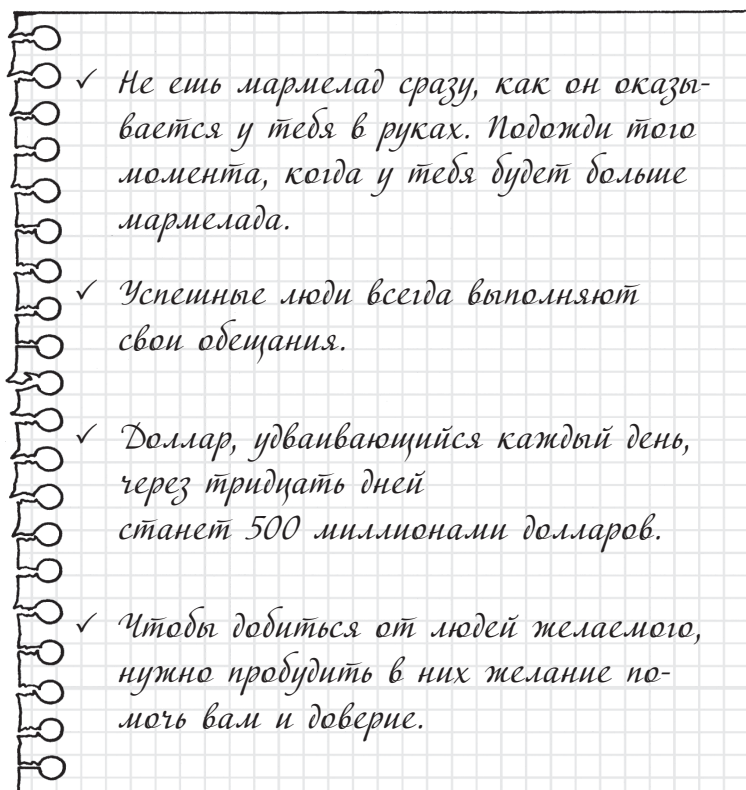 ✓ Не ешь мармелад сразу, как он оказы-
вается у тебя в руках. Подожди того
момента, когда у тебя будет больше
мармелада.
✓ Успешные люди всегда выполняют
свои обещания.
✓ Доллар, удваивающийся каждый день,
через тридцать дней
станет 500 миллионами долларов.
✓ Чтобы добиться от людей желаемого,
нужно пробудить в них желание по-
мочь вам и доверие.